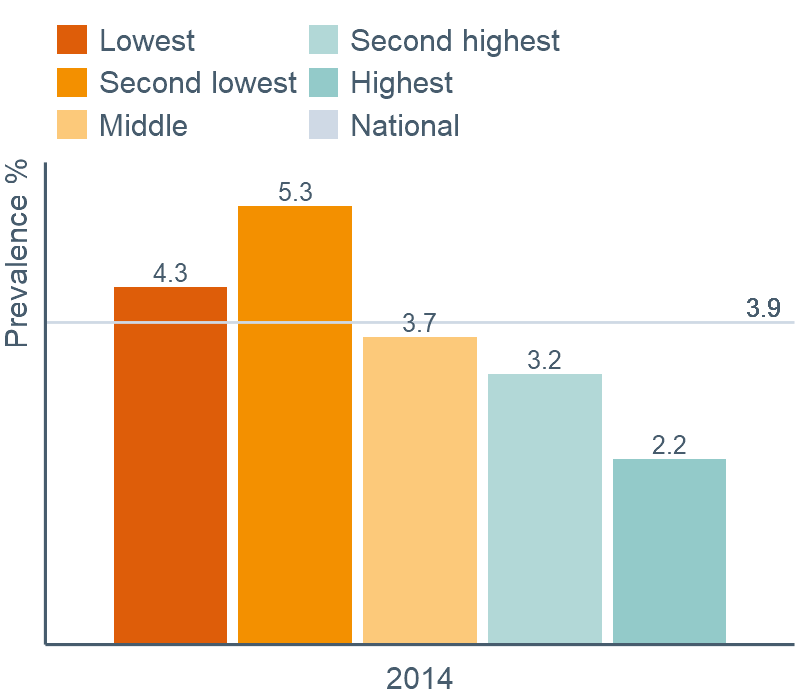 Lowest
Second lowest
Middle
Second highest
Highest
National
Prevalence %
4.3
5.3
3.7
3.2
2.2
3.9
2014